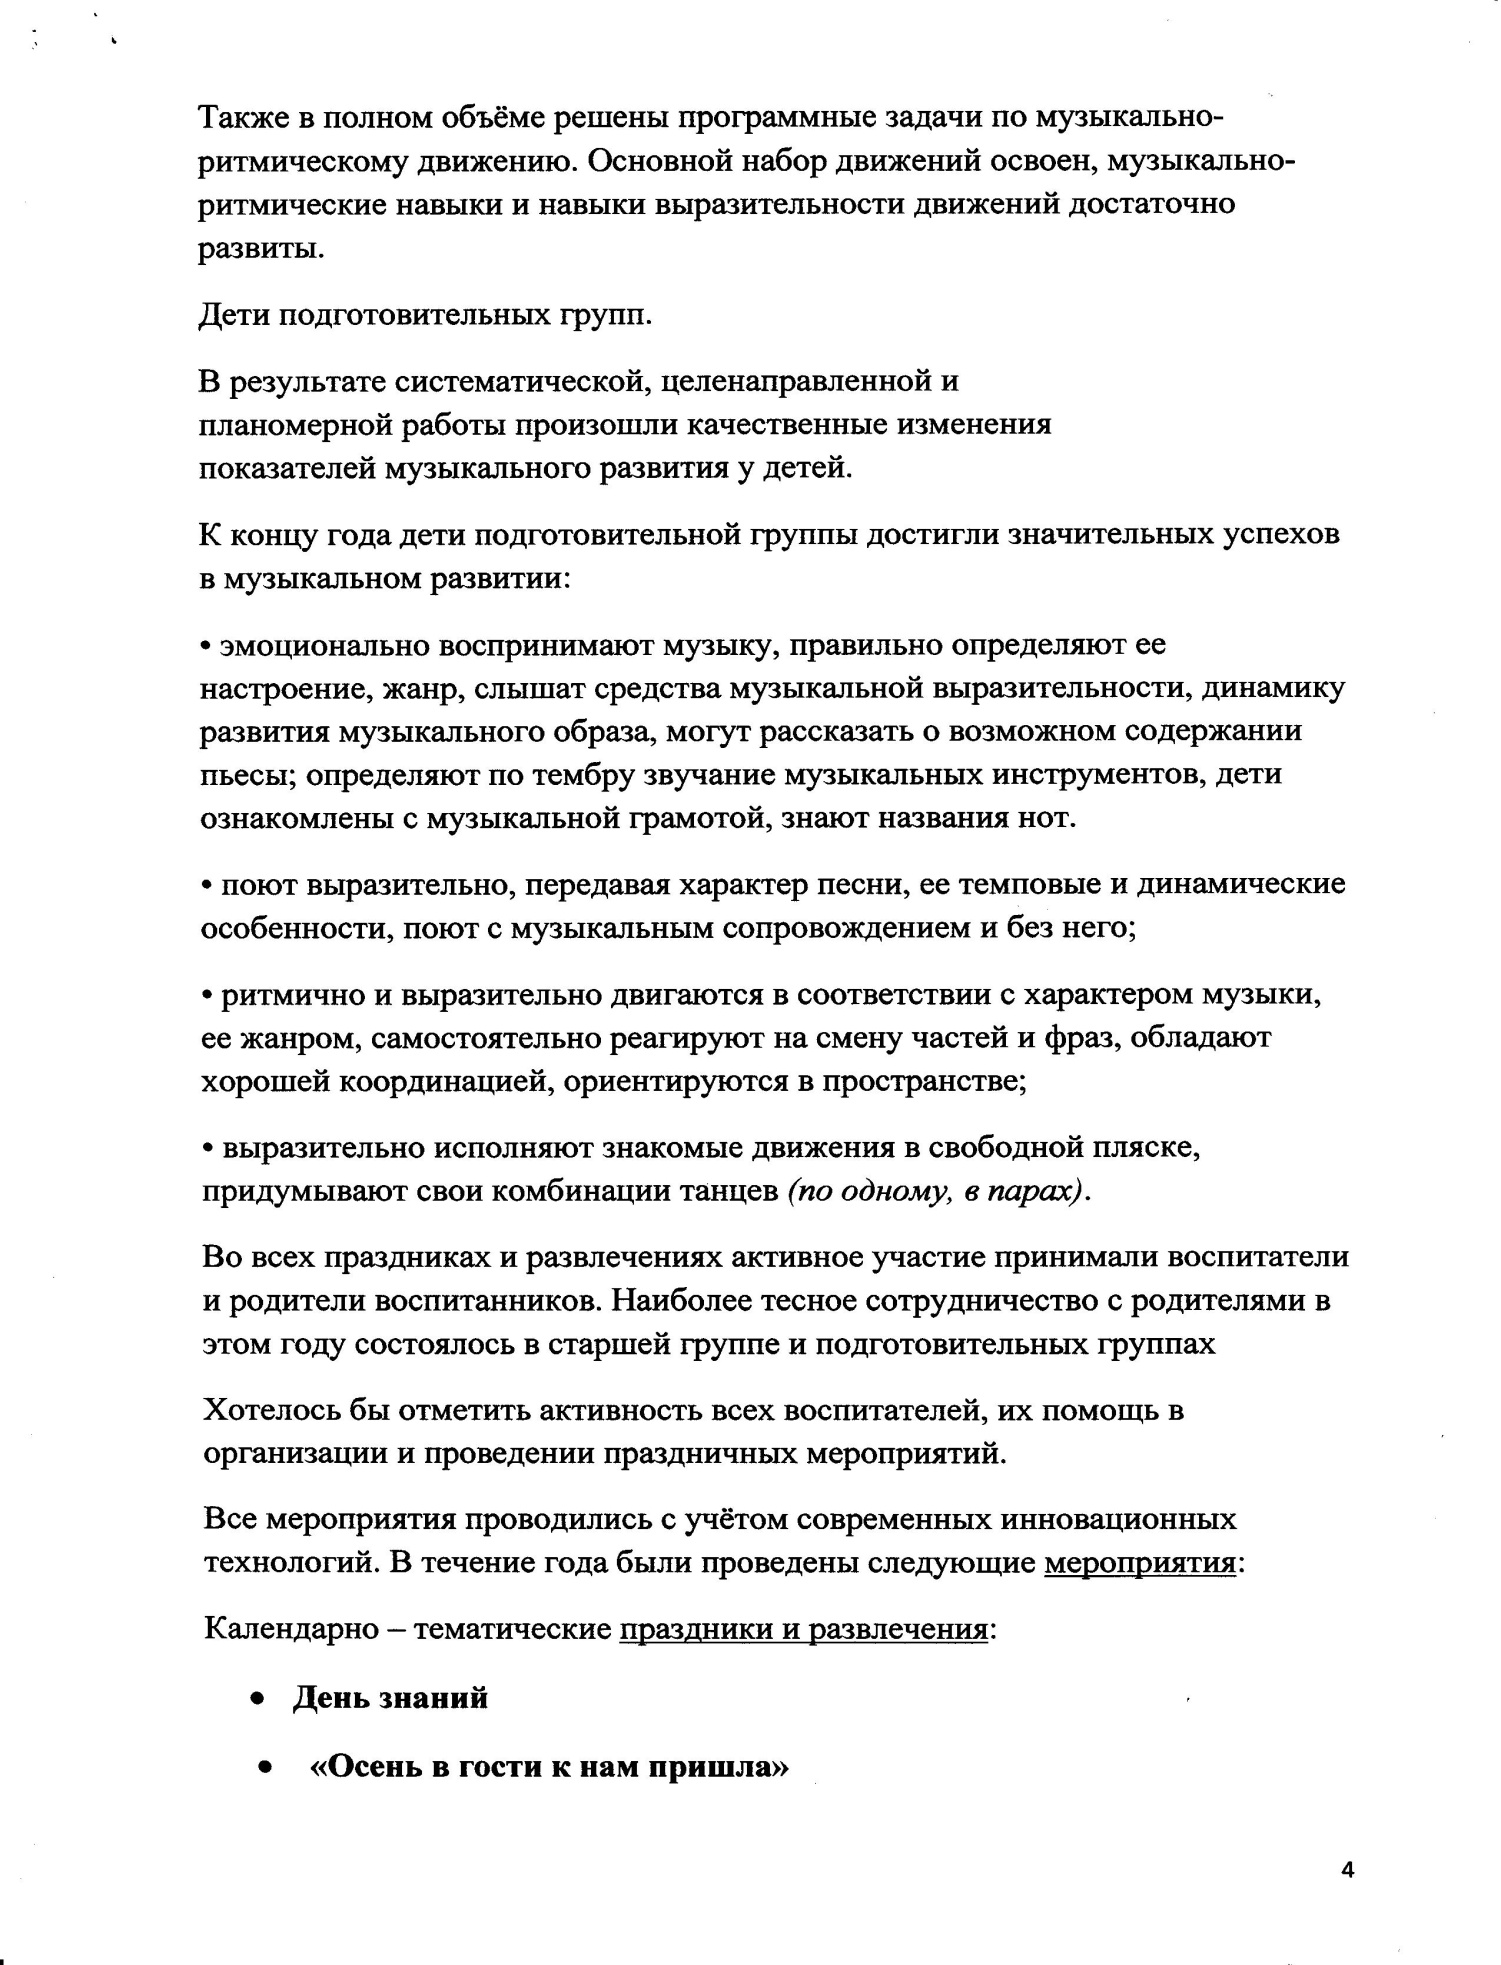 Также в полном объёме решены программные задачи по музыкально-
ритмическому движению. Основной набор движений освоен, музыкально-
ритмические навыки и навыки выразительности движений достаточно
развиты.
Дети подготовительных групп.
В результате систематической, целенаправленной и
планомерной работы произошли качественные изменения
показателей музыкального развития у детей.
К концу года дети подготовительной группы достигли значительных успехов
в музыкальном развитии:
• эмоционально воспринимают музыку, правильно определяют ее
настроение, жанр, слышат средства музыкальной выразительности, динамику
развития музыкального образа, могут рассказать о возможном содержании
пьесы; определяют по тембру звучание музыкальных инструментов, дети
ознакомлены с музыкальной грамотой, знают названия нот.
• поют выразительно, передавая характер песни, ее темповые и динамические
особенности, поют с музыкальным сопровождением и без него;
• ритмично и выразительно двигаются в соответствии с характером музыки,
ее жанром, самостоятельно реагируют на смену частей и фраз, обладают
хорошей координацией, ориентируются в пространстве;
• выразительно исполняют знакомые движения в свободной пляске,
придумывают свои комбинации танцев (по одному, в парах).
Во всех праздниках и развлечениях активное участие принимали воспитатели
и родители воспитанников. Наиболее тесное сотрудничество с родителями в
этом году состоялось в старшей группе и подготовительных группах
Хотелось бы отметить активность всех воспитателей, их помощь в
организации и проведении праздничных мероприятий.
Все мероприятия проводились с учётом современных инновационных
технологий. В течение года были проведены следующие мероприятия:
Календарно – тематические праздники и развлечения:
• День знаний
• «Осень в гости к нам пришла»
4